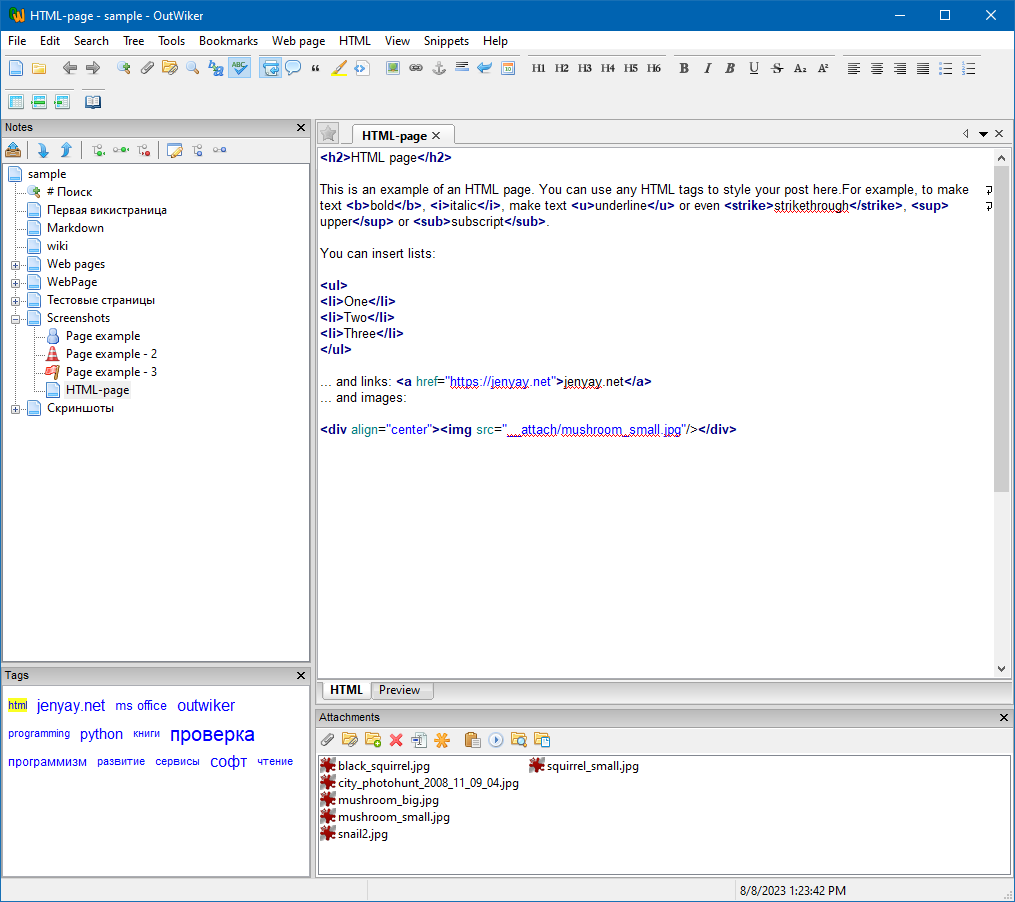 HTML-page - sample - OutWiker
File Edit Search Tree Tools Bookmarks Web page HTML View Snippets Help
ABC
H1 H2 H3 H4 H5 H6 B I B U S A₂ A²
Notes
sample
# Поиск
Первая викистраница
Markdown
wiki
Web pages
WebPage
Тестовые страницы
Screenshots
Page example
Page example - 2
Page example - 3
HTML-page
Скриншоты
HTML-page
<h2>HTML page</h2>
This is an example of an HTML page. You can use any HTML tags to style your post here.For example, to make
text <b>bold</b>, <i>italic</i>, make text <u>underline</u> or even <strike>strikethrough</strike>, <sup>
upper</sup> or <sub>subscript</sub>.
You can insert lists:
<ul>
<li>One</li>
<li>Two</li>
<li>Three</li>
</ul>
... and links: <a href="https://jenyay.net">jenyay.net</a>
... and images:
<div align="center"><img src="__attach/mushroom_small.jpg"/></div>
HTML Preview
Tags
html jenyay.net ms office outwiker
programming python книги проверка
программизм развитие сервисы софт чтение
Attachments
black_squirrel.jpg squirrel_small.jpg
city_photohunt_2008_11_09_04.jpg
mushroom_big.jpg
mushroom_small.jpg
snail2.jpg
8/8/2023 1:23:42 PM